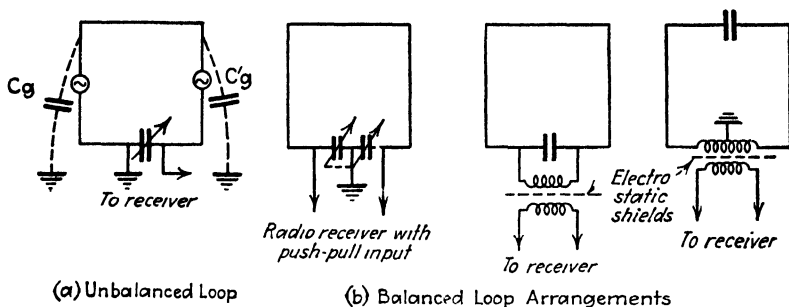 Cg
C'g
To receiver
Radio receiver with
push-pull input
To receiver
Electro
static
shields
To receiver
(a) Unbalanced Loop
(b) Balanced Loop Arrangements